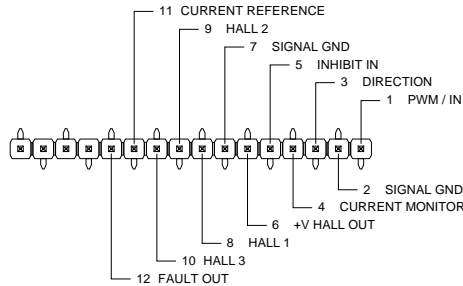 11 CURRENT REFERENCE
9 HALL 2
7 SIGNAL GND
5 INHIBIT IN
3 DIRECTION
1 PWM / IN
2 SIGNAL GND
4 CURRENT MONITOR
6 +V HALL OUT
8 HALL 1
10 HALL 3
12 FAULT OUT